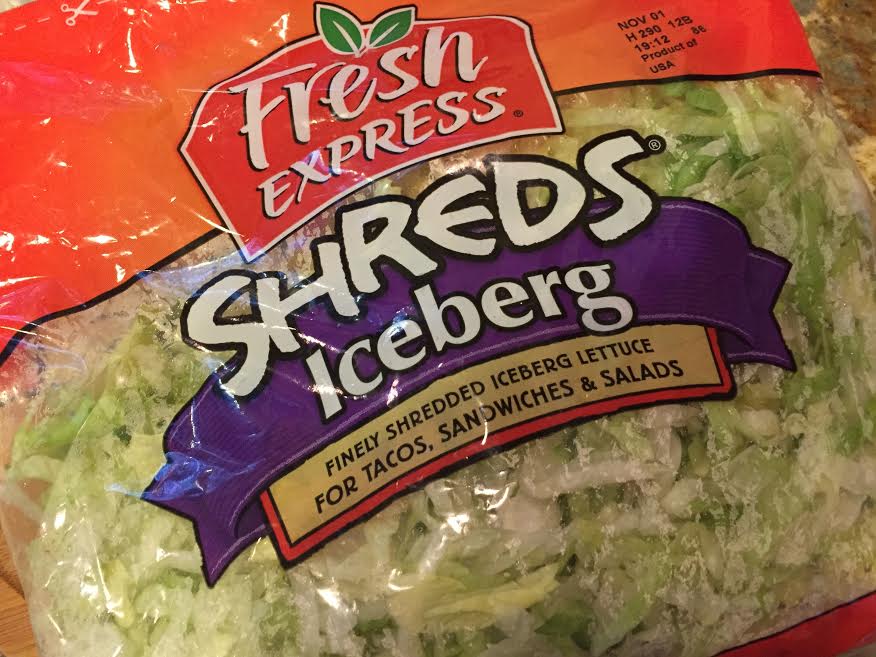 NOV 01
H 290 12B
19:12 86
Product of
USA
Fresh
EXPRESS®
SHREDS®
Iceberg
FINELY SHREDDED ICEBERG LETTUCE
FOR TACOS, SANDWICHES & SALADS